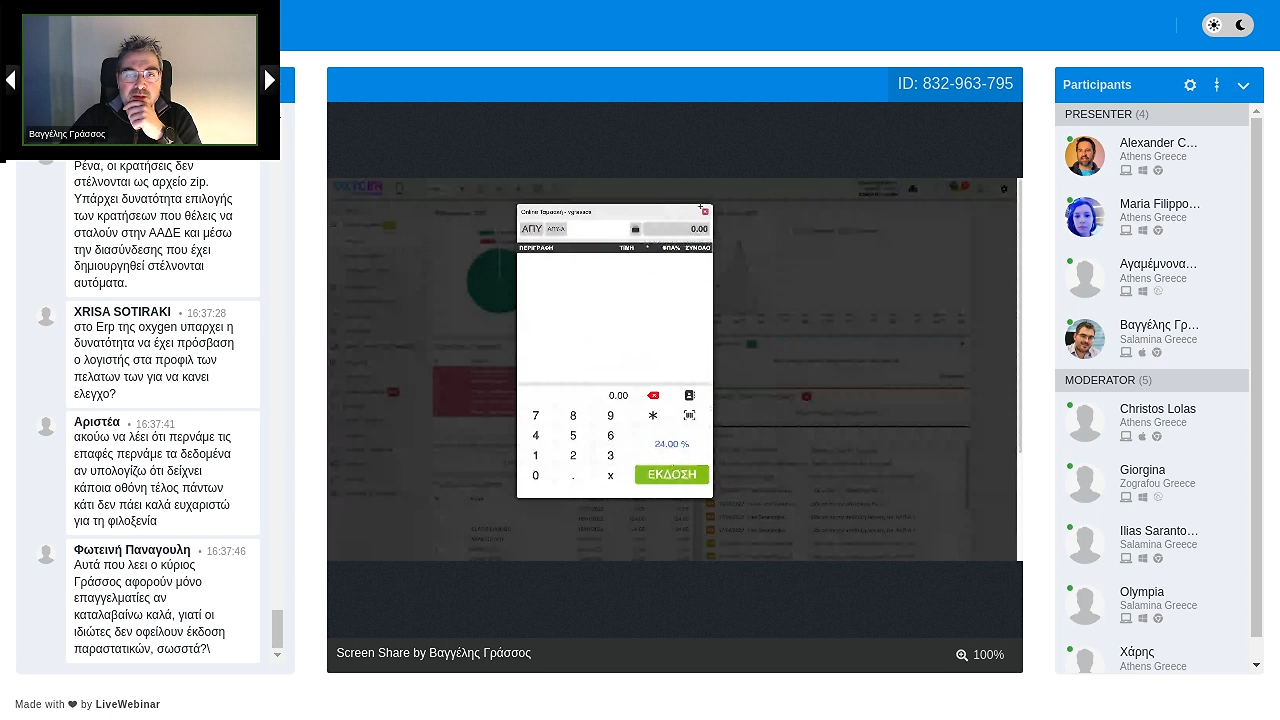 Βαγγέλης Γράσσος
Ρένα, οι κρατήσεις δεν
στέλνονται ως αρχείο zip.
Υπάρχει δυνατότητα επιλογής
των κρατήσεων που θέλεις να
σταλούν στην ΑΑΔΕ και μέσω
την διασύνδεσης που έχει
δημιουργηθεί στέλνονται
αυτόματα.
XRISA SOTIRAKI • 16:37:28
στο Erp της oxygen υπαρχει η
δυνατότητα να έχει πρόσβαση
ο λογιστής στα προφιλ των
πελατων των για να κανει
ελεγχο?
Αριστέα • 16:37:41
ακούω να λέει ότι περνάμε τις
επαφές περνάμε τα δεδομένα
αν υπολογίζω ότι δείχνει
κάποια οθόνη τέλος πάντων
κάτι δεν πάει καλά ευχαριστώ
για τη φιλοξενία
Φωτεινή Παναγουλη • 16:37:46
Αυτά που λεει ο κύριος
Γράσσος αφορούν μόνο
επαγγελματίες αν
καταλαβαίνω καλά, γιατί οι
ιδιώτες δεν οφείλουν έκδοση
παραστατικών, σωσστά?\
Made with ❤ by LiveWebinar
ID: 832-963-795
OXYGEN
Online Ταμειακή - vgrassos
ΑΠΥ ΑΠΥ-Α 0.00
ΠΕΡΙΓΡΑΦΗ ΤΙΜΗ * ΦΠΑ% ΣΥΝΟΛΟ
0.00
7 8 9
4 5 6
24.00 %
1 2 3
0 . x ΕΚΔΟΣΗ
Screen Share by Βαγγέλης Γράσσος
100%
Participants
PRESENTER (4)
Alexander C…
Athens Greece
Maria Filippo…
Athens Greece
Αγαμέμνονα…
Athens Greece
Βαγγέλης Γρ…
Salamina Greece
MODERATOR (5)
Christos Lolas
Athens Greece
Giorgina
Zografou Greece
Ilias Saranto…
Salamina Greece
Olympia
Salamina Greece
Χάρης
Athens Greece